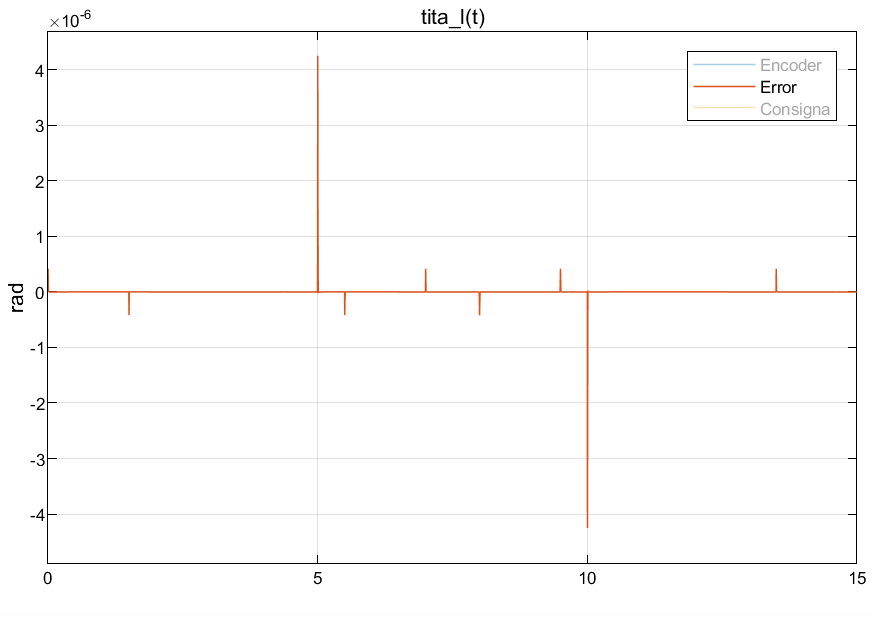 tita_l(t)
×10-6
Encoder
Error
Consigna
4
3
2
1
0
-1
-2
-3
-4
rad
0 5 10 15